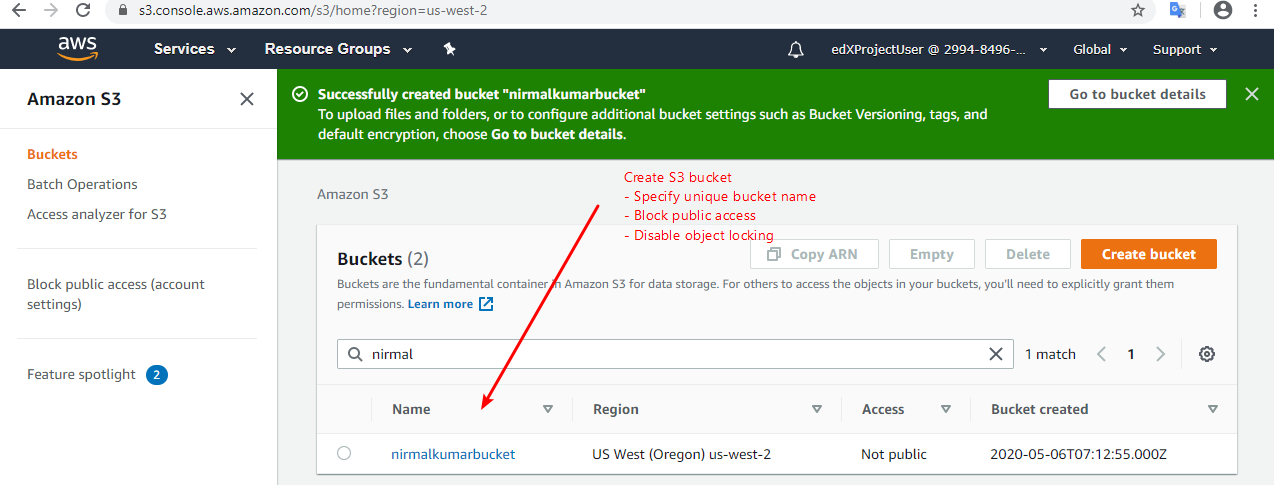 s3.console.aws.amazon.com/s3/home?region=us-west-2
aws
Services
Resource Groups
edXProjectUser @ 2994-8496-...
Global
Support
Amazon S3
Buckets
Batch Operations
Access analyzer for S3
Block public access (account
settings)
Feature spotlight 2
Successfully created bucket "nirmalkumarbucket"
To upload files and folders, or to configure additional bucket settings such as Bucket Versioning, tags, and
default encryption, choose Go to bucket details.
Go to bucket details
Amazon S3
Create S3 bucket
- Specify unique bucket name
- Block public access
- Disable object locking
Buckets (2)
Copy ARN
Empty
Delete
Create bucket
Buckets are the fundamental container in Amazon S3 for data storage. For others to access the objects in your buckets, you'll need to explicitly grant them
permissions. Learn more
nirmal
1 match
1
Name Region Access Bucket created
nirmalkumarbucket US West (Oregon) us-west-2 Not public 2020-05-06T07:12:55.000Z